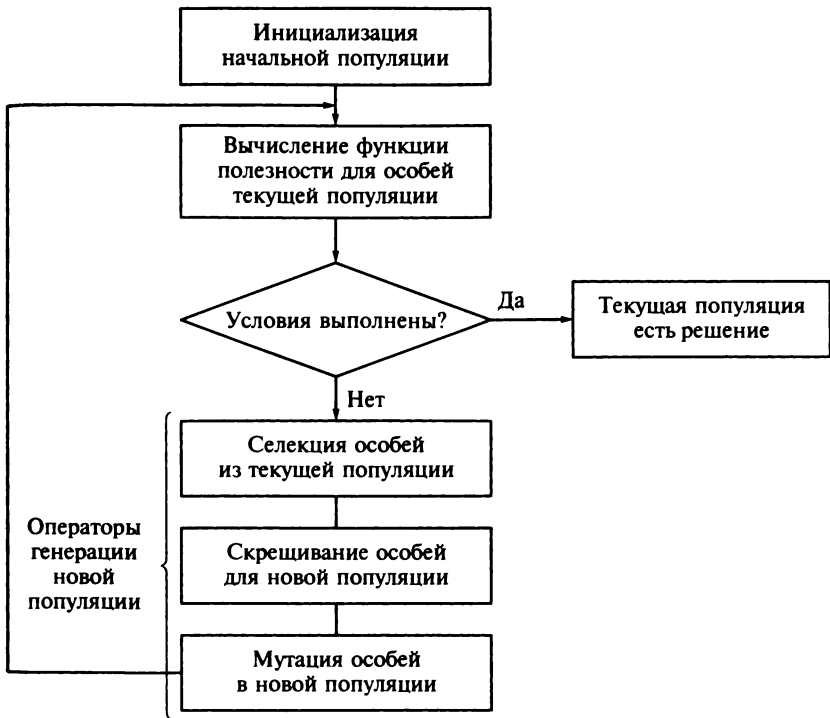 Инициализация
начальной популяции
Вычисление функции
полезности для особей
текущей популяции
Условия выполнены?
Да
Текущая популяция
есть решение
Нет
Селекция особей
из текущей популяции
Операторы
генерации
новой
популяции
Скрещивание особей
для новой популяции
Мутация особей
в новой популяции